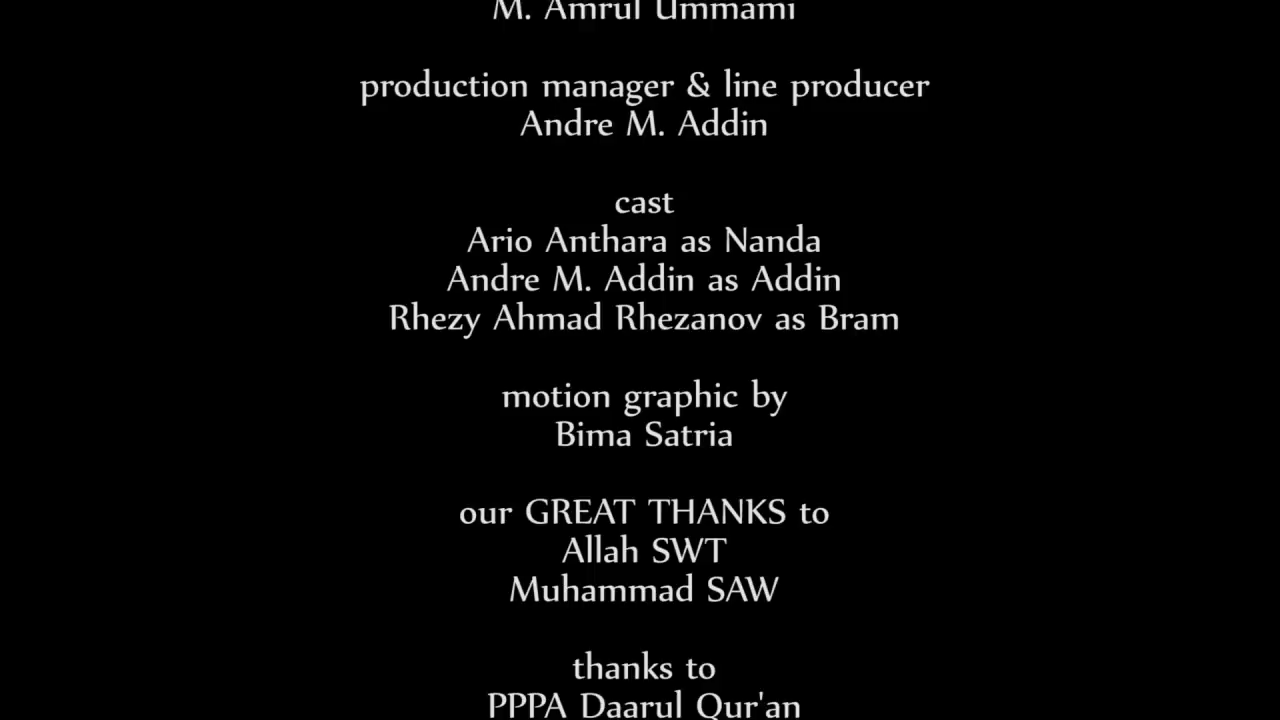 M. Amrul Ummami
production manager & line producer
Andre M. Addin
cast
Ario Anthara as Nanda
Andre M. Addin as Addin
Rhezy Ahmad Rhezanov as Bram
motion graphic by
Bima Satria
our GREAT THANKS to
Allah SWT
Muhammad SAW
thanks to
PPPA Daarul Qur'an